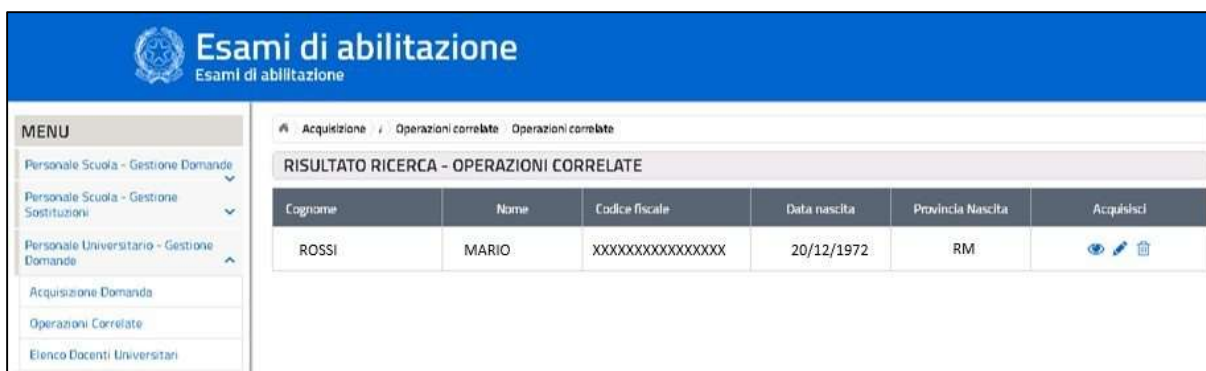 Esami di abilitazione
Esami di abilitazione
MENU
Personale Scuola - Gestione Domande
Personale Scuola - Gestione
Sostituzioni
Personale Universitario - Gestione
Domande
Acquisizione Domanda
Operazioni Correlate
Elenco Docenti Universitari
Acquisizione / Operazioni correlate Operazioni correlate
RISULTATO RICERCA - OPERAZIONI CORRELATE
Cognome Nome Codice fiscale Data nascita Provincia Nascita Acquisisci
ROSSI MARIO XXXXXXXXXXXXXXXX 20/12/1972 RM